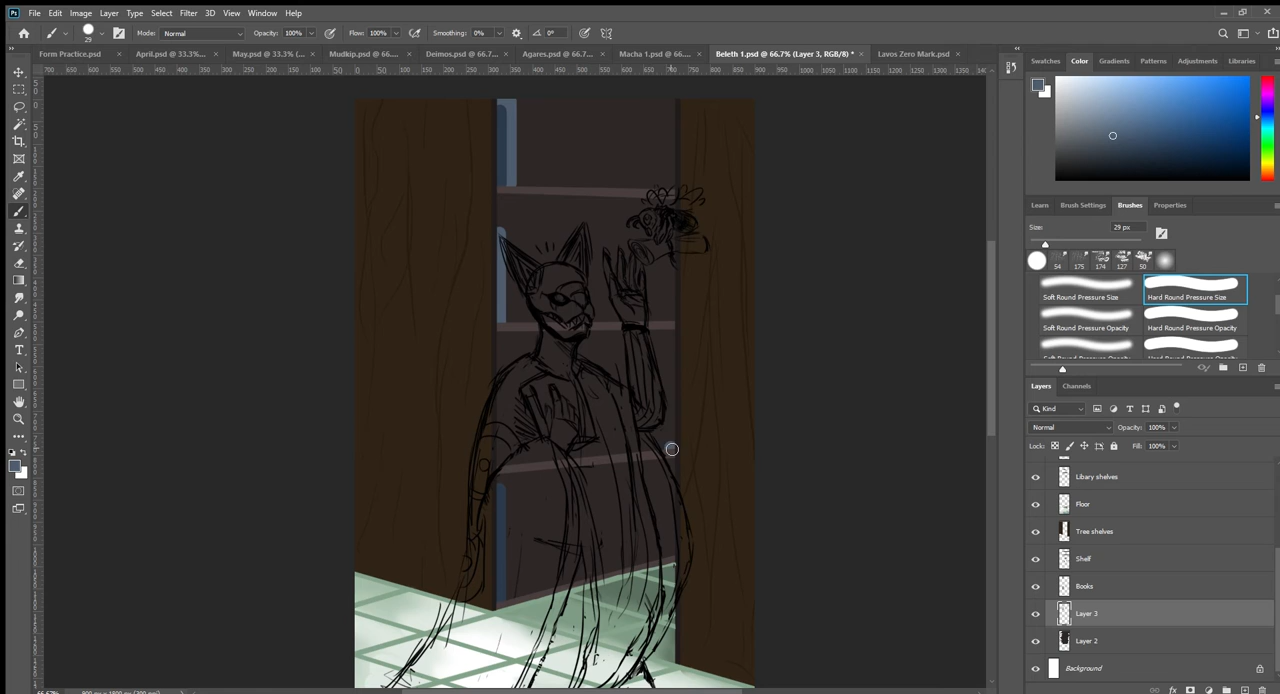 Ps File Edit Image Layer Type Select Filter 3D View Window Help
29 Mode: Normal Opacity: 100% Flow: 100% Smoothing: 0% 0°
Form Practice.psd × April.psd @ 33.3%... × May.psd @ 33.3% (... × Mudkip.psd @ 66.... × Deimos.psd @ 66.7... × Agares.psd @ 66.7... × Macha 1.psd @ 66.... × Beleth 1.psd @ 66.7% (Layer 3, RGB/8) * × Lavos Zero Mark.psd ×
Swatches Color Gradients Patterns Adjustments Libraries
Learn Brush Settings Brushes Properties
Size: 29 px
54 175 174 127 50
Soft Round Pressure Size Hard Round Pressure Size
Soft Round Pressure Opacity Hard Round Pressure Opacity
Layers Channels
Kind
Normal Opacity: 100%
Lock: Fill: 100%
Libary shelves
Floor
Tree shelves
Shelf
Books
Layer 3
Layer 2
Background